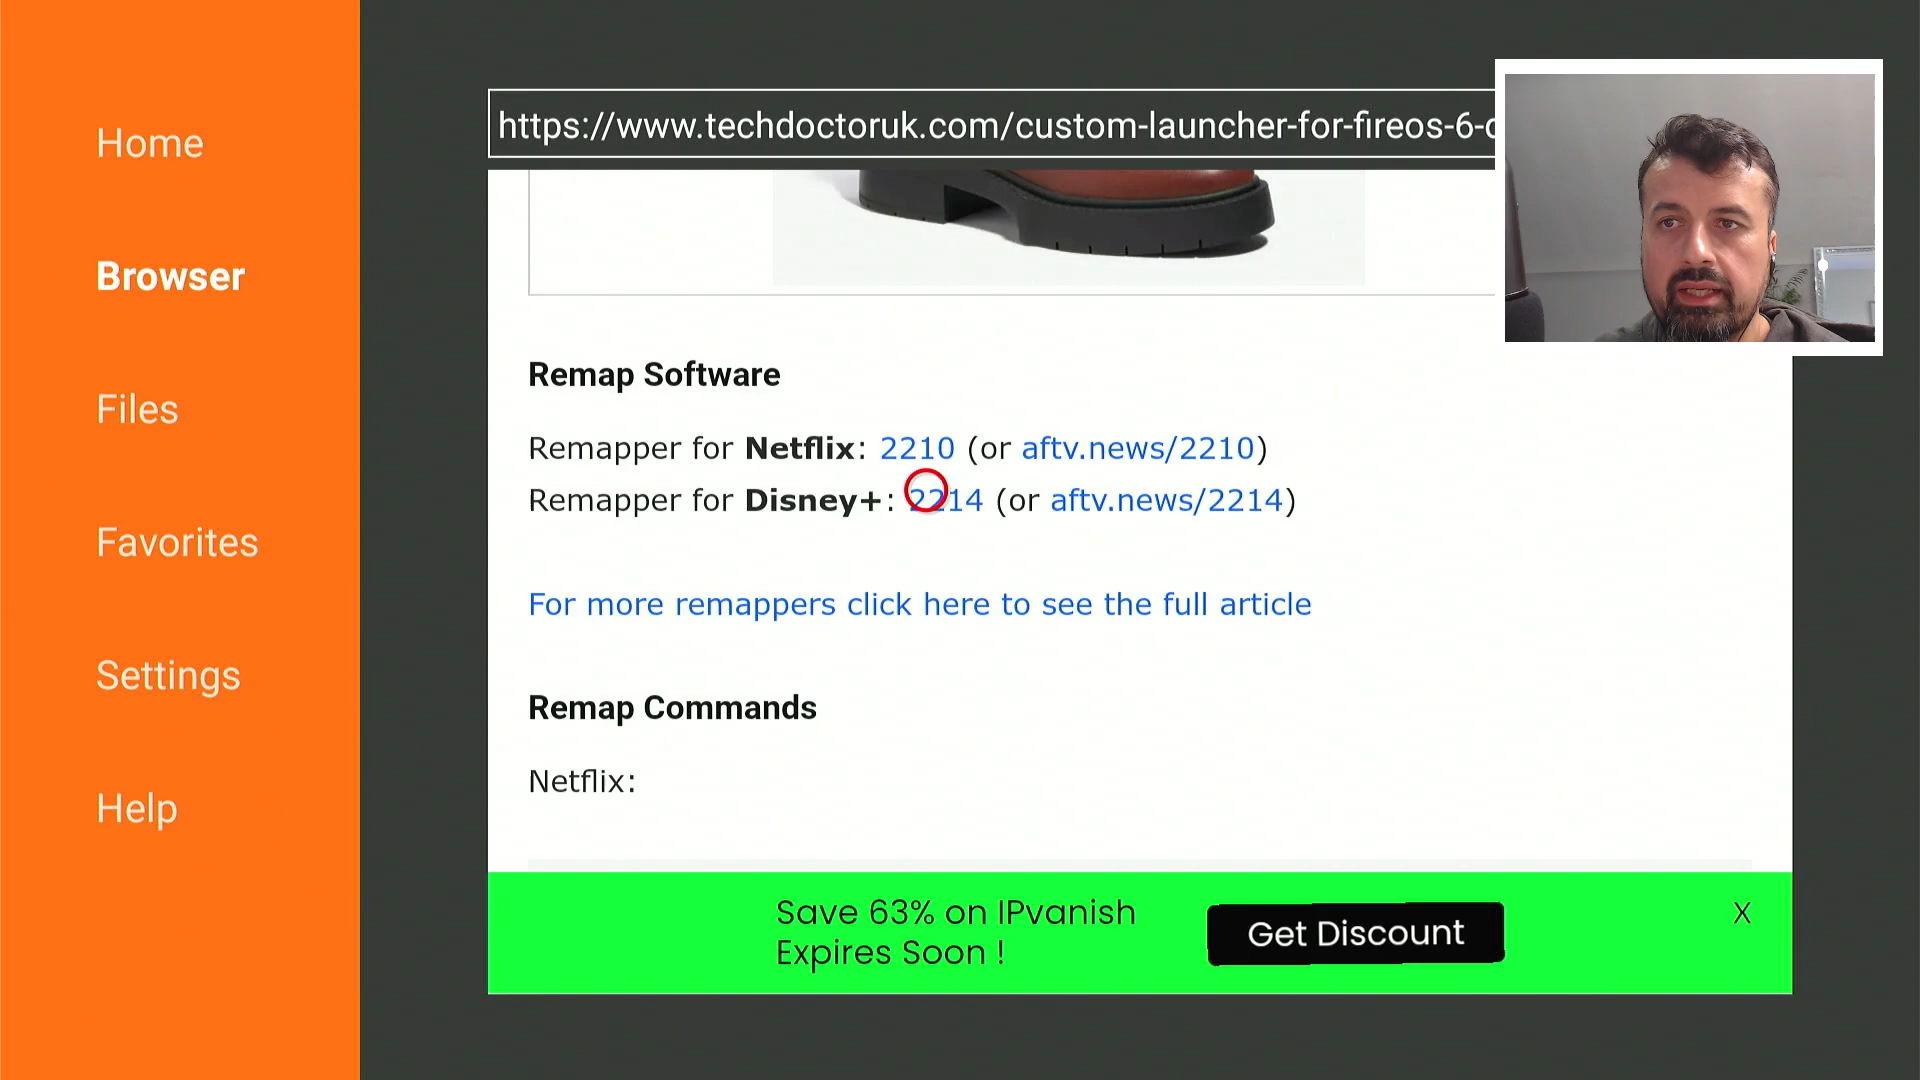 Home
Browser
Files
Favorites
Settings
Help
https://www.techdoctoruk.com/custom-launcher-for-fireos-6-
Remap Software
Remapper for Netflix: 2210 (or aftv.news/2210)
Remapper for Disney+: 2214 (or aftv.news/2214)
For more remappers click here to see the full article
Remap Commands
Netflix:
Save 63% on IPvanish
Expires Soon !
Get Discount
X